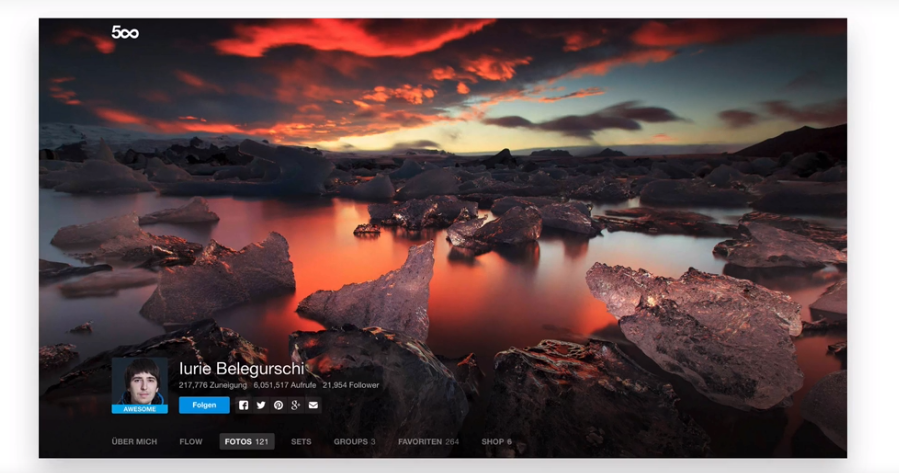 500
Iurie Belegurschi
217,776 Zuneigung 6,051,517 Aufrufe 21,954 Follower
AWESOME
Folgen
ÜBER MICH FLOW FOTOS 121 SETS GROUPS 3 FAVORITEN 264 SHOP 6